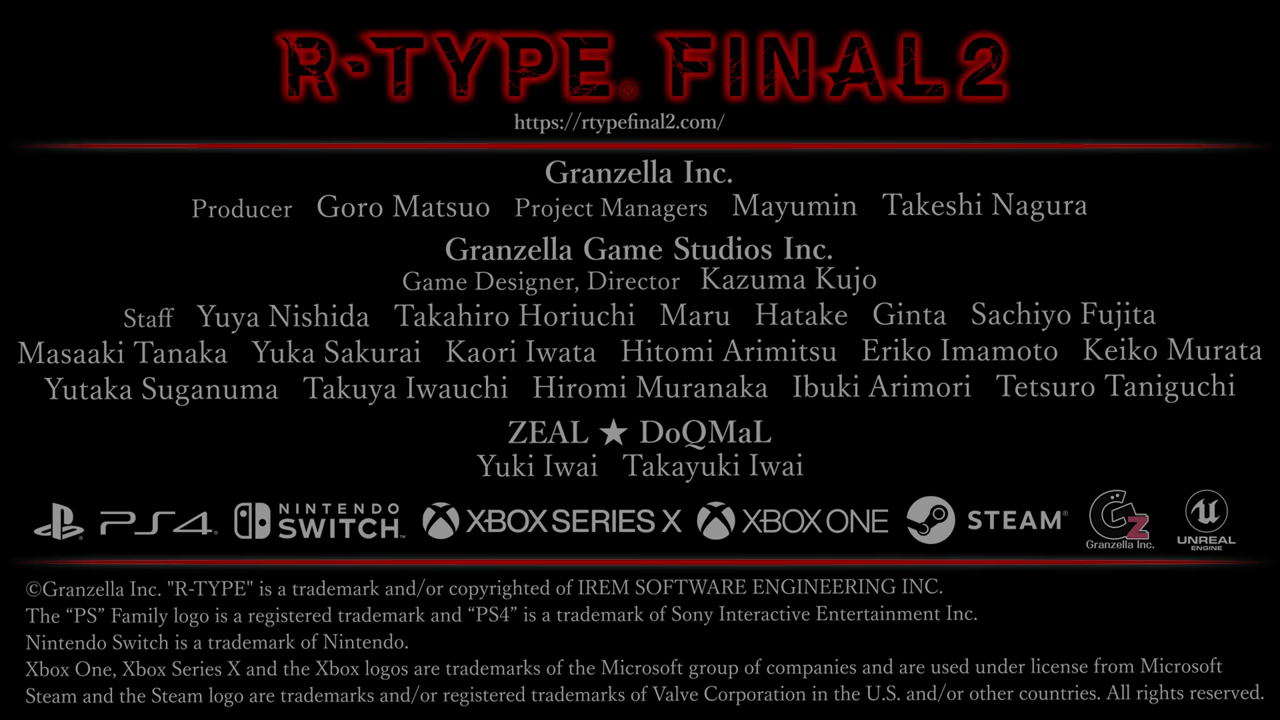 R-TYPE® FINAL 2
https://rtypefinal2.com/
Granzella Inc.
Producer Goro Matsuo Project Managers Mayumin Takeshi Nagura
Granzella Game Studios Inc.
Game Designer, Director Kazuma Kujo
Staff Yuya Nishida Takahiro Horiuchi Maru Hatake Ginta Sachiyo Fujita
Masaaki Tanaka Yuka Sakurai Kaori Iwata Hitomi Arimitsu Eriko Imamoto Keiko Murata
Yutaka Suganuma Takuya Iwauchi Hiromi Muranaka Ibuki Arimori Tetsuro Taniguchi
ZEAL ★ DoQMaL
Yuki Iwai Takayuki Iwai
PS4® NINTENDO SWITCH™ XBOX SERIES X XBOX ONE STEAM® GZ Granzella Inc. UNREAL ENGINE
©Granzella Inc. "R-TYPE" is a trademark and/or copyrighted of IREM SOFTWARE ENGINEERING INC.
The “PS” Family logo is a registered trademark and “PS4” is a trademark of Sony Interactive Entertainment Inc.
Nintendo Switch is a trademark of Nintendo.
Xbox One, Xbox Series X and the Xbox logos are trademarks of the Microsoft group of companies and are used under license from Microsoft
Steam and the Steam logo are trademarks and/or registered trademarks of Valve Corporation in the U.S. and/or other countries. All rights reserved.